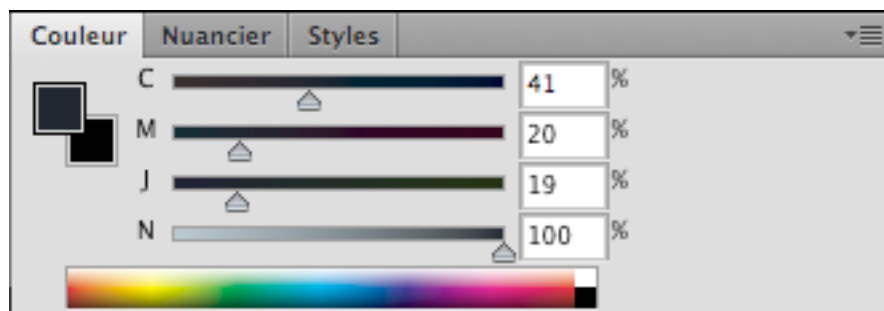 Couleur Nuancier Styles
C 41 %
M 20 %
J 19 %
N 100 %